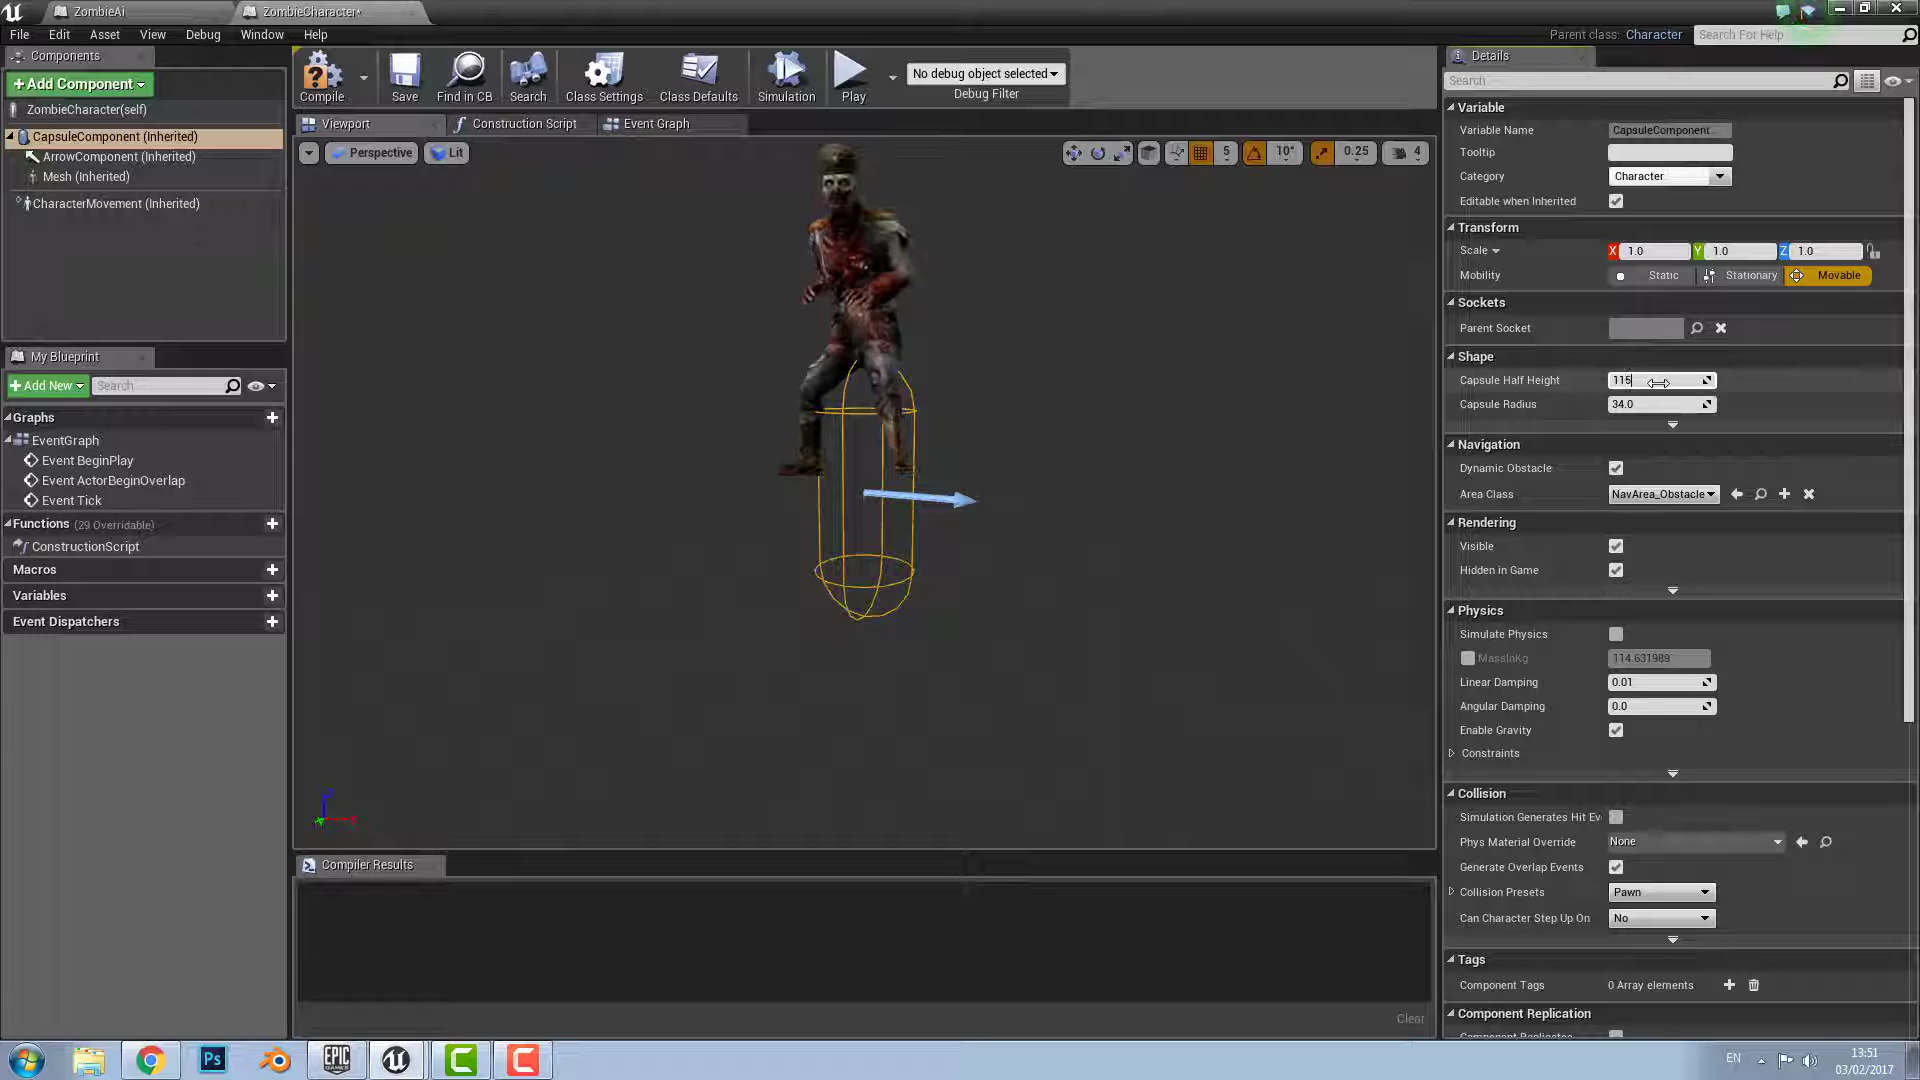 ZombieAi
ZombieCharacter*
File Edit Asset View Debug Window Help
Parent class: Character
Search For Help
Components
+Add Component
ZombieCharacter(self)
CapsuleComponent (Inherited)
ArrowComponent (Inherited)
Mesh (Inherited)
CharacterMovement (Inherited)
My Blueprint
+Add New
Search
Graphs
EventGraph
Event BeginPlay
Event ActorBeginOverlap
Event Tick
Functions (29 Overridable)
ConstructionScript
Macros
Variables
Event Dispatchers
Compile
Save
Find in CB
Search
Class Settings
Class Defaults
Simulation
Play
No debug object selected
Debug Filter
Viewport
Construction Script
Event Graph
Perspective
Lit
5
10°
0.25
4
Compiler Results
Clear
Details
Search
Variable
Variable Name CapsuleComponent
Tooltip
Category Character
Editable when Inherited
Transform
Scale X 1.0 Y 1.0 Z 1.0
Mobility Static Stationary Movable
Sockets
Parent Socket
Shape
Capsule Half Height 115
Capsule Radius 34.0
Navigation
Dynamic Obstacle
Area Class NavArea_Obstacle
Rendering
Visible
Hidden in Game
Physics
Simulate Physics
MassInKg 114.631989
Linear Damping 0.01
Angular Damping 0.0
Enable Gravity
Constraints
Collision
Simulation Generates Hit Ev
Phys Material Override None
Generate Overlap Events
Collision Presets Pawn
Can Character Step Up On No
Tags
Component Tags 0 Array elements
Component Replication
Ps
EPIC GAMES
EN
13:51
03/02/2017